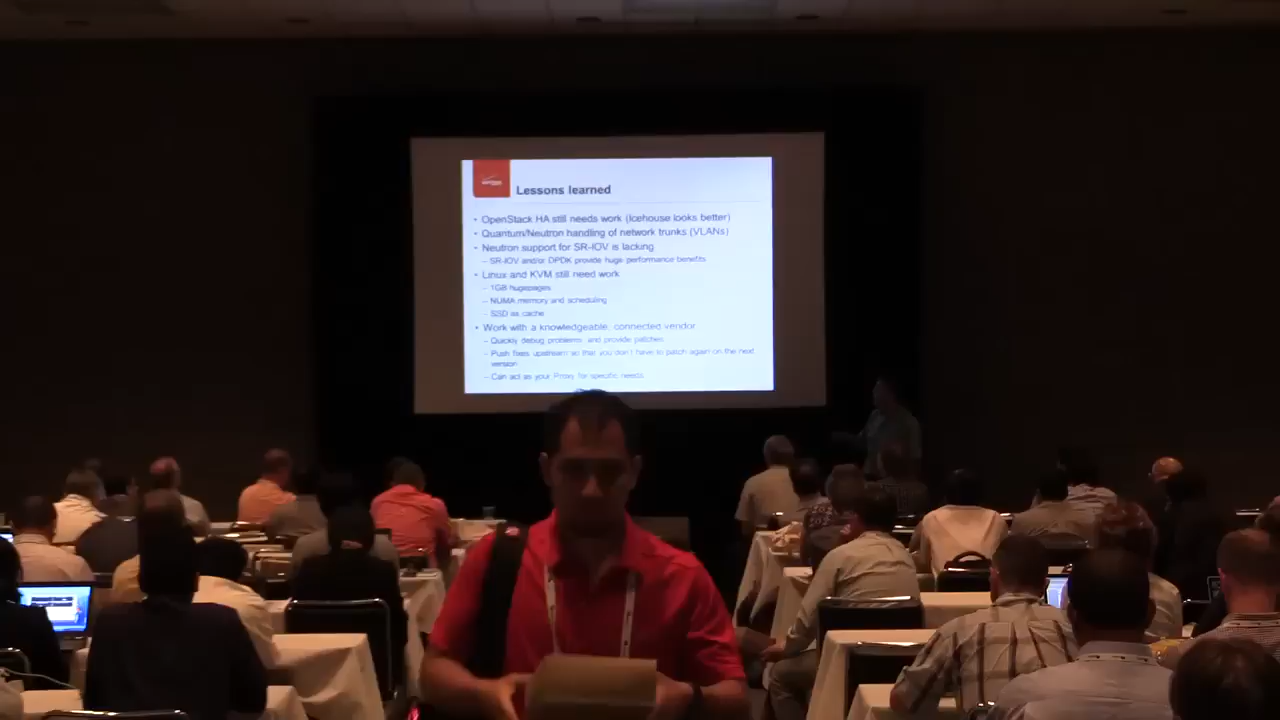 Lessons learned
• OpenStack HA still needs work (Icehouse looks better)
• Quantum/Neutron handling of network trunks (VLANs)
• Neutron support for SR-IOV is lacking
– SR-IOV and/or DPDK provide huge performance benefits
• Linux and KVM still need work
– 1GB hugepages
– NUMA memory and scheduling
– SSD as cache
• Work with a knowledgeable, connected vendor
– Quickly debug problems and provide patches
– Push fixes upstream so that you don't have to patch again on the next
version
– Can act as your Proxy for specific needs